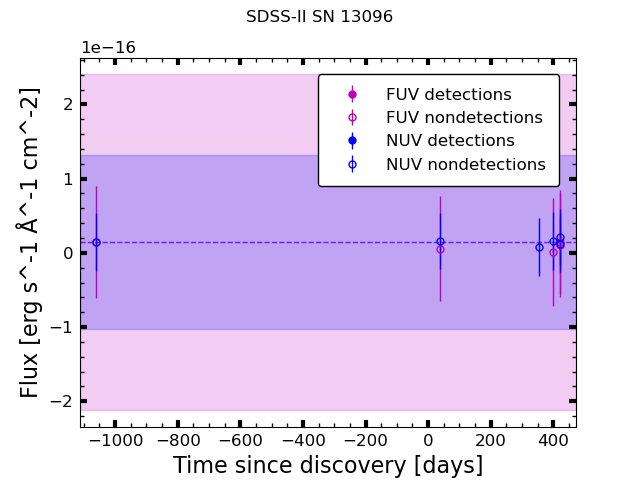 SDSS-II SN 13096
1e−16
FUV detections
FUV nondetections
NUV detections
NUV nondetections
2
1
0
−1
−2
Flux [erg s^-1 Å^-1 cm^-2]
−1000 −800 −600 −400 −200 0 200 400
Time since discovery [days]